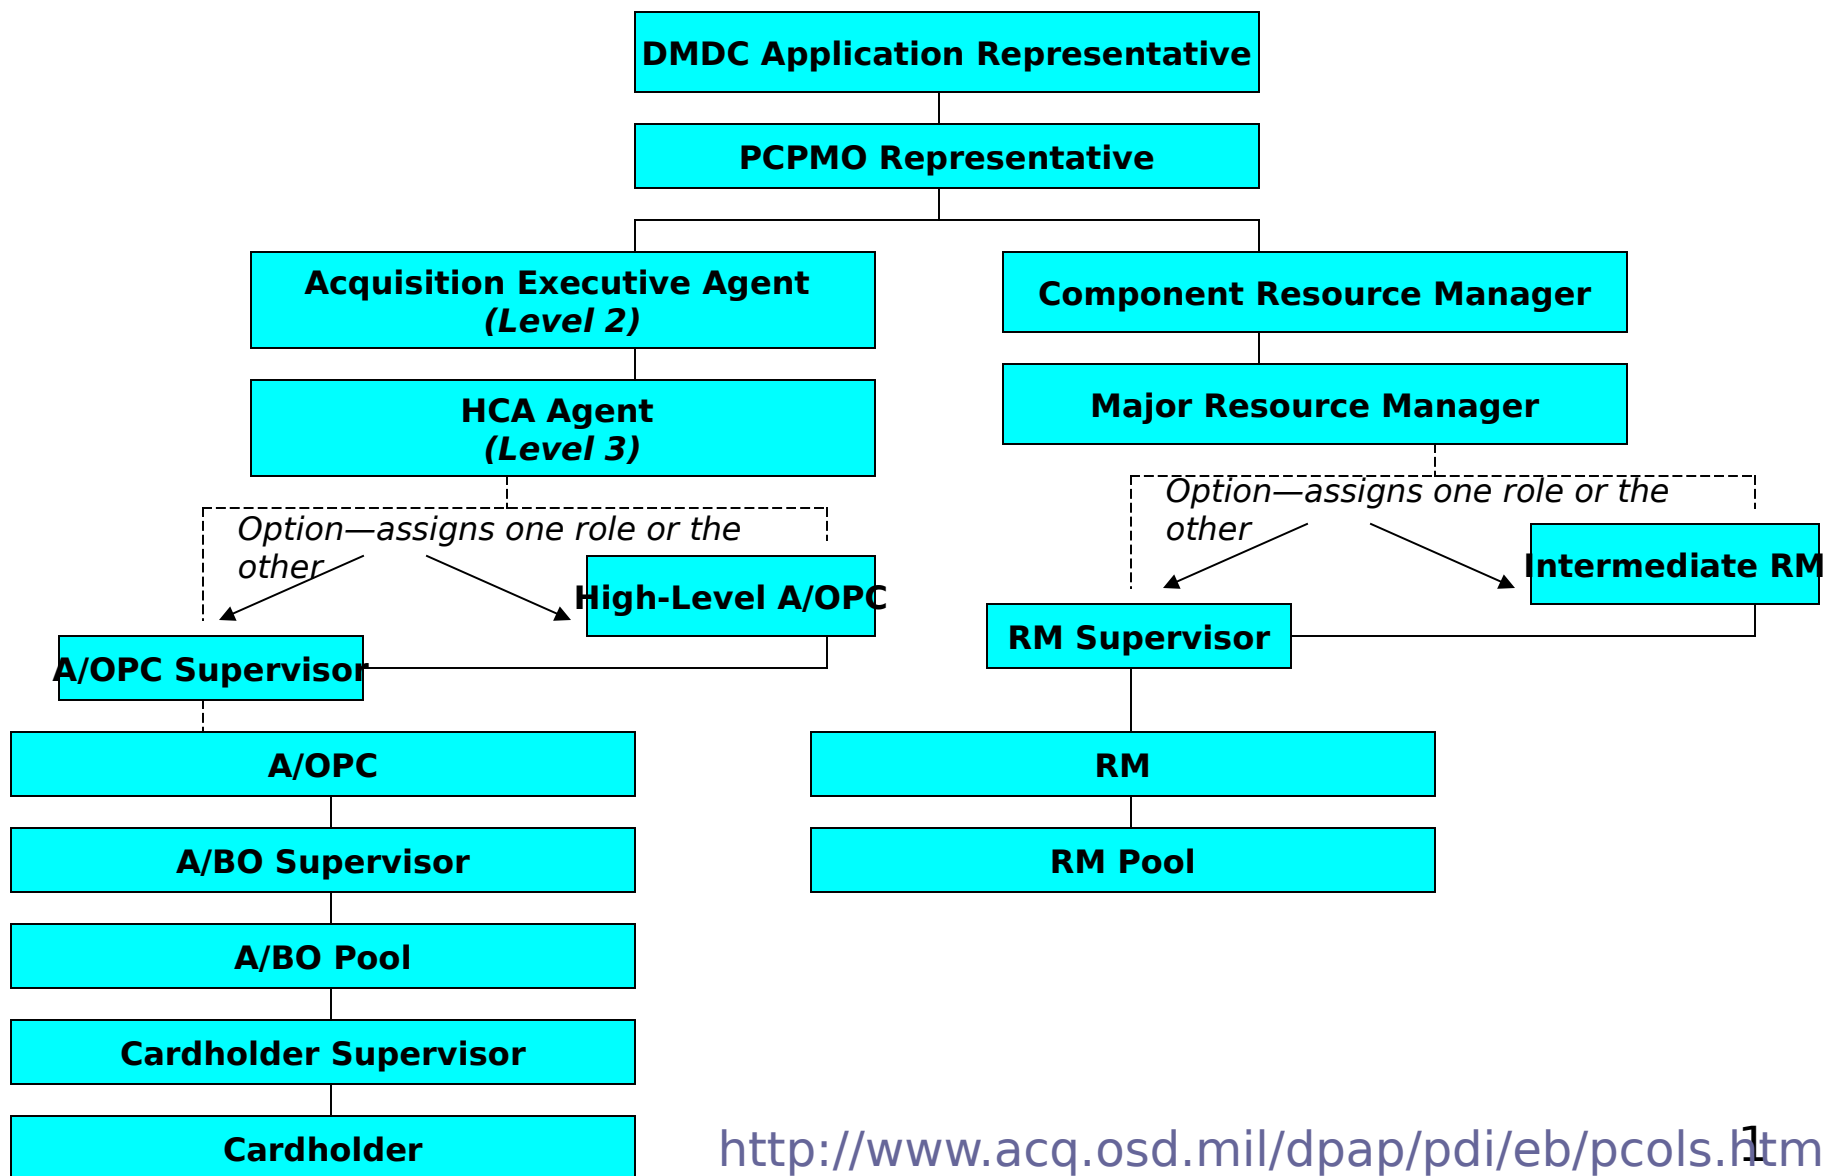 DMDC Application Representative
PCPMO Representative
Acquisition Executive Agent
(Level 2)
Component Resource Manager
HCA Agent
(Level 3)
Major Resource Manager
Option—assigns one role or the
other
Option—assigns one role or the
other
High-Level A/OPC
Intermediate RM
A/OPC Supervisor
RM Supervisor
A/OPC
RM
A/BO Supervisor
RM Pool
A/BO Pool
Cardholder Supervisor
Cardholder
http://www.acq.osd.mil/dpap/pdi/eb/pcols.htm
1